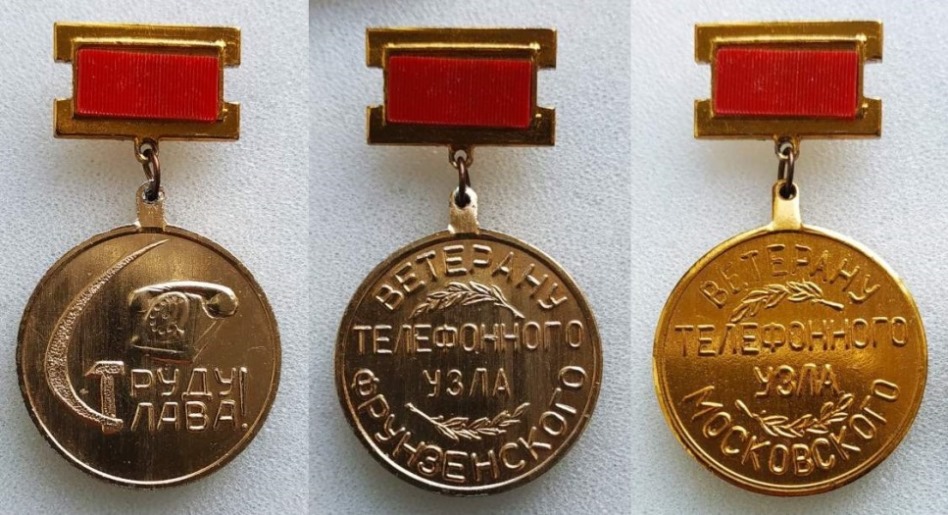 ТРУДУ
СЛАВА!
ВЕТЕРАНУ
ТЕЛЕФОННОГО
УЗЛА
ФРУНЗЕНСКОГО
ВЕТЕРАНУ
ТЕЛЕФОННОГО
УЗЛА
МОСКОВСКОГО